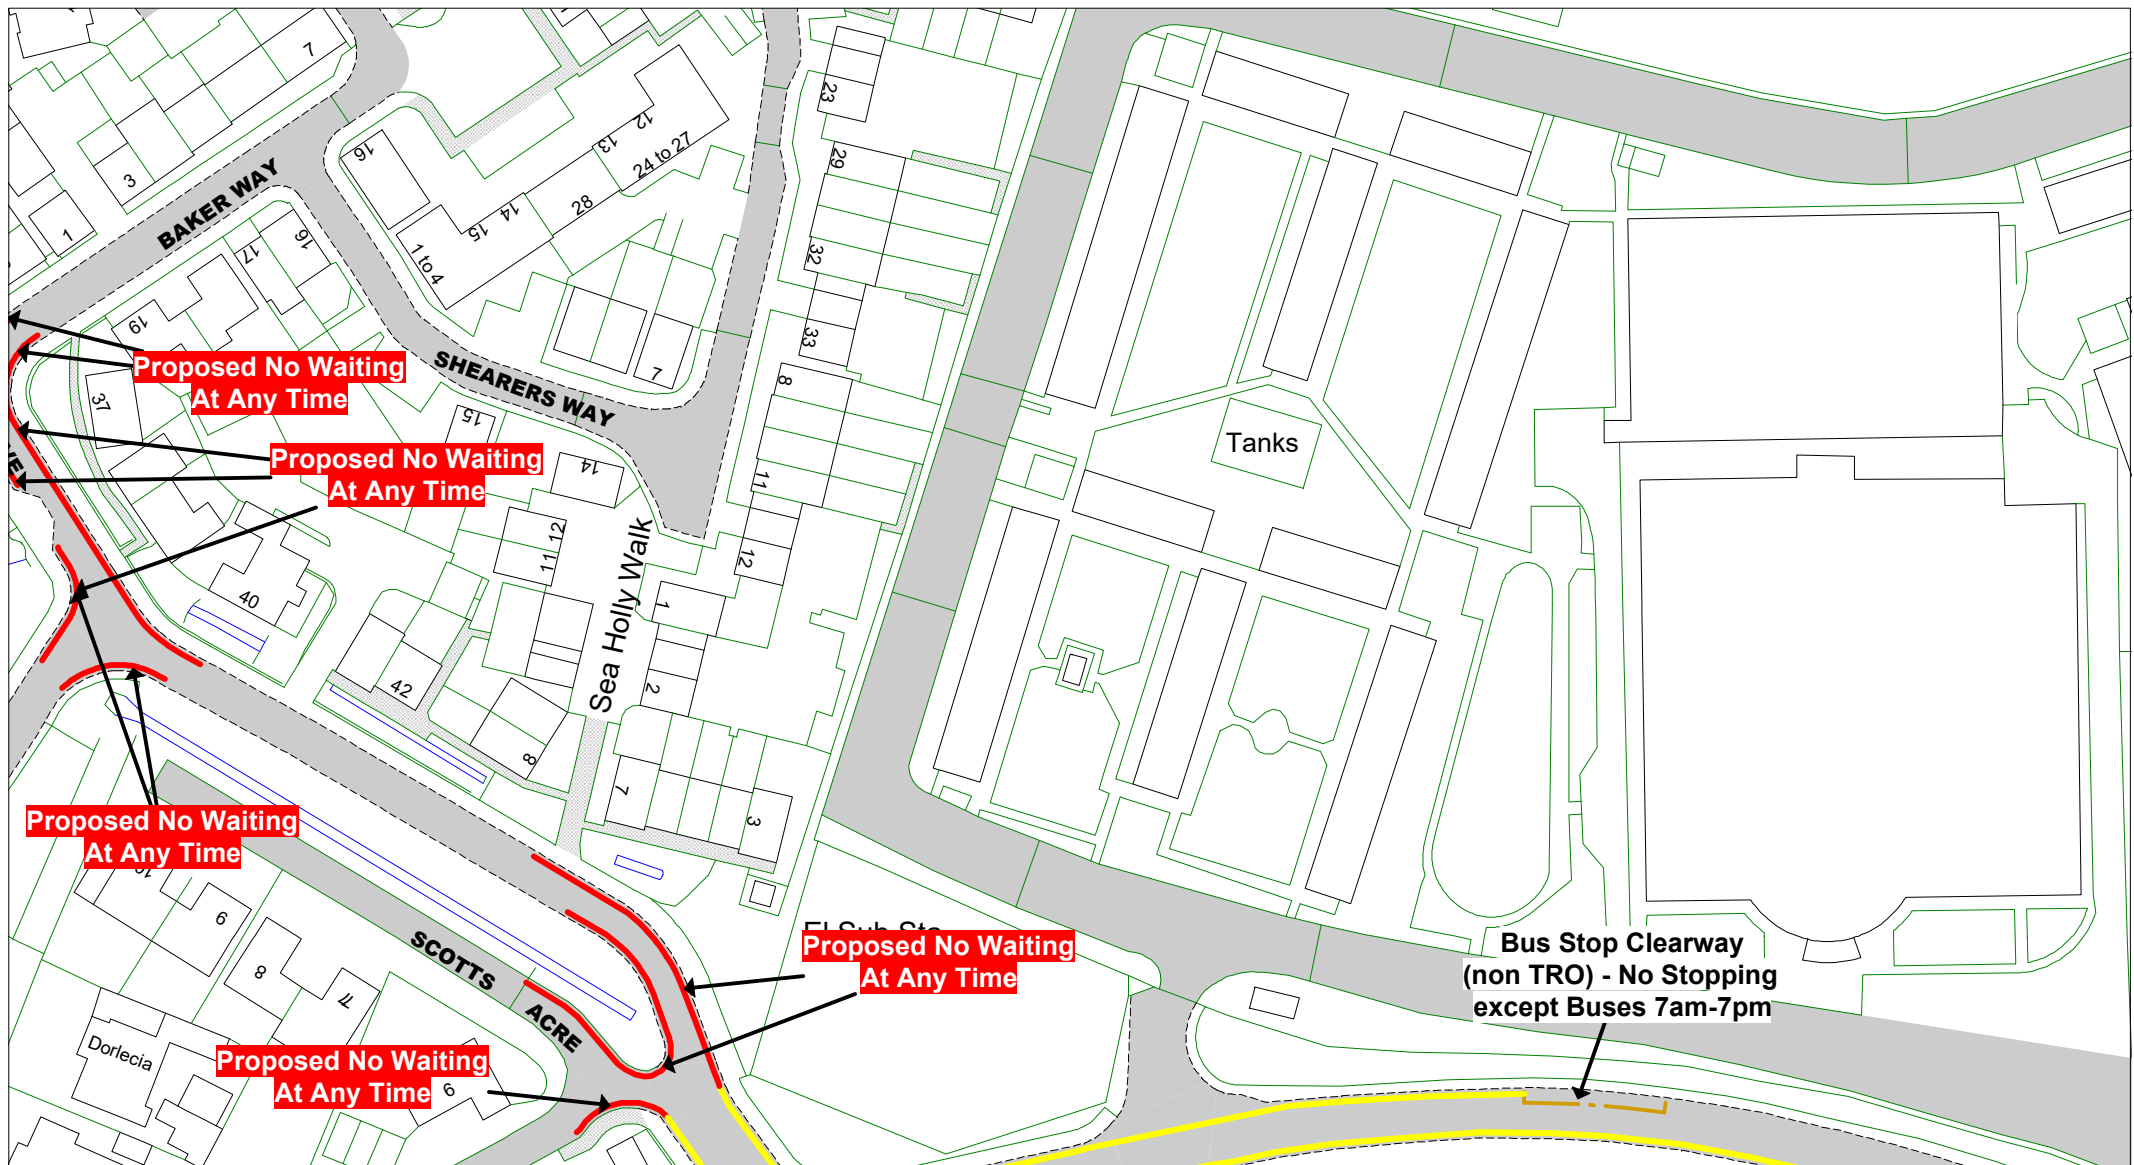 7
3
1
BAKER WAY
16
12
13
24 to 27
28
14
15
1 to 4
23
29
32
33
16
17
19
37
SHEARERS WAY
7
8
11
12
15
14
12
11
Proposed No Waiting
At Any Time
Proposed No Waiting
At Any Time
Tanks
Sea Holly Walk
1
2
40
42
8
7
3
Proposed No Waiting
At Any Time
9
8
SCOTTS
ACRE
Dorlecia
El Sub Sta
Proposed No Waiting
At Any Time
Proposed No Waiting
At Any Time
Bus Stop Clearway
(non TRO) - No Stopping
except Buses 7am-7pm